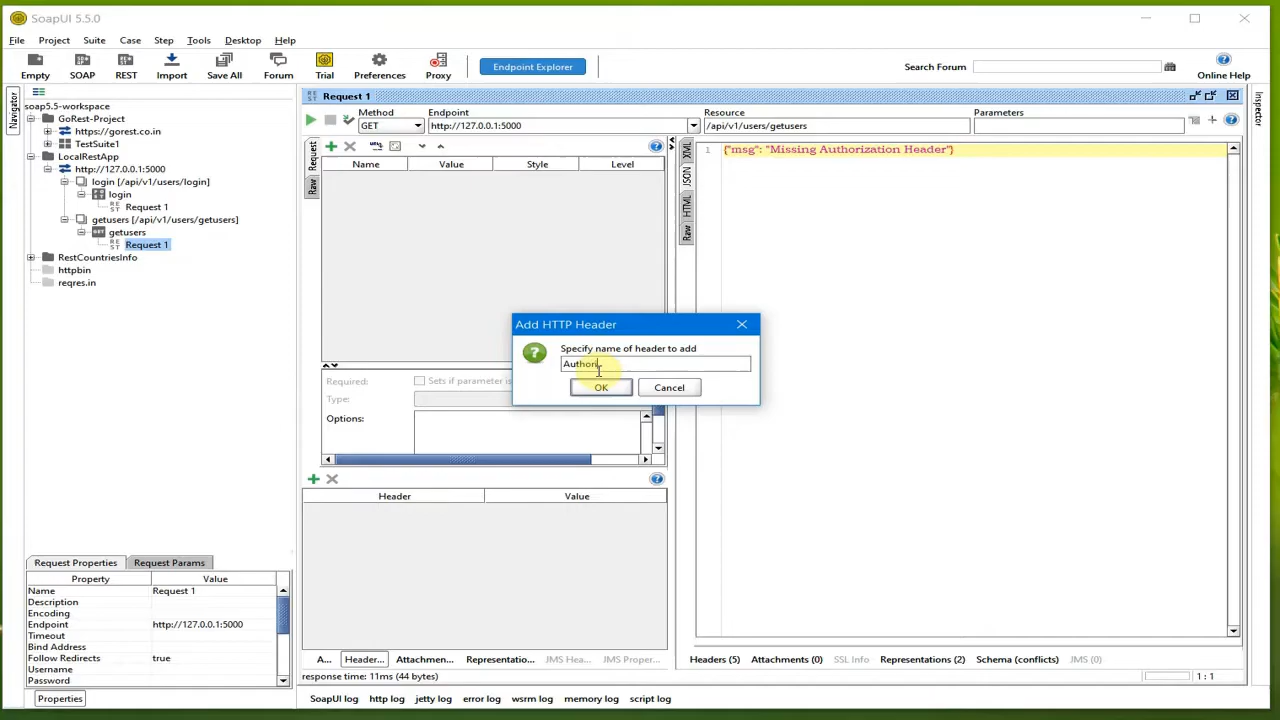 SoapUI 5.5.0
File Project Suite Case Step Tools Desktop Help
Empty SOAP REST Import Save All Forum Trial Preferences Proxy Endpoint Explorer Search Forum Online Help
Navigator
soap5.5-workspace
GoRest-Project
https://gorest.co.in
TestSuite1
LocalRestApp
http://127.0.0.1:5000
login [/api/v1/users/login]
login
Request 1
getusers [/api/v1/users/getusers]
getusers
Request 1
RestCountriesInfo
httpbin
reqres.in
Request Properties Request Params
Property Value
Name Request 1
Description
Encoding
Endpoint http://127.0.0.1:5000
Timeout
Bind Address
Follow Redirects true
Username
Password
Properties
Request 1
Method Endpoint Resource Parameters
GET http://127.0.0.1:5000 /api/v1/users/getusers
Request
Raw
Name Value Style Level
Required: Sets if parameter is
Type:
Options:
Header Value
A... Header... Attachmen... Representatio... JMS Hea... JMS Proper...
response time: 11ms (44 bytes)
XML
JSON
HTML
Raw
1 {"msg": "Missing Authorization Header"}
Headers (5) Attachments (0) SSL Info Representations (2) Schema (conflicts) JMS (0)
1 : 1
Inspector
Add HTTP Header
Specify name of header to add
Authori
OK Cancel
SoapUI log http log jetty log error log wsrm log memory log script log